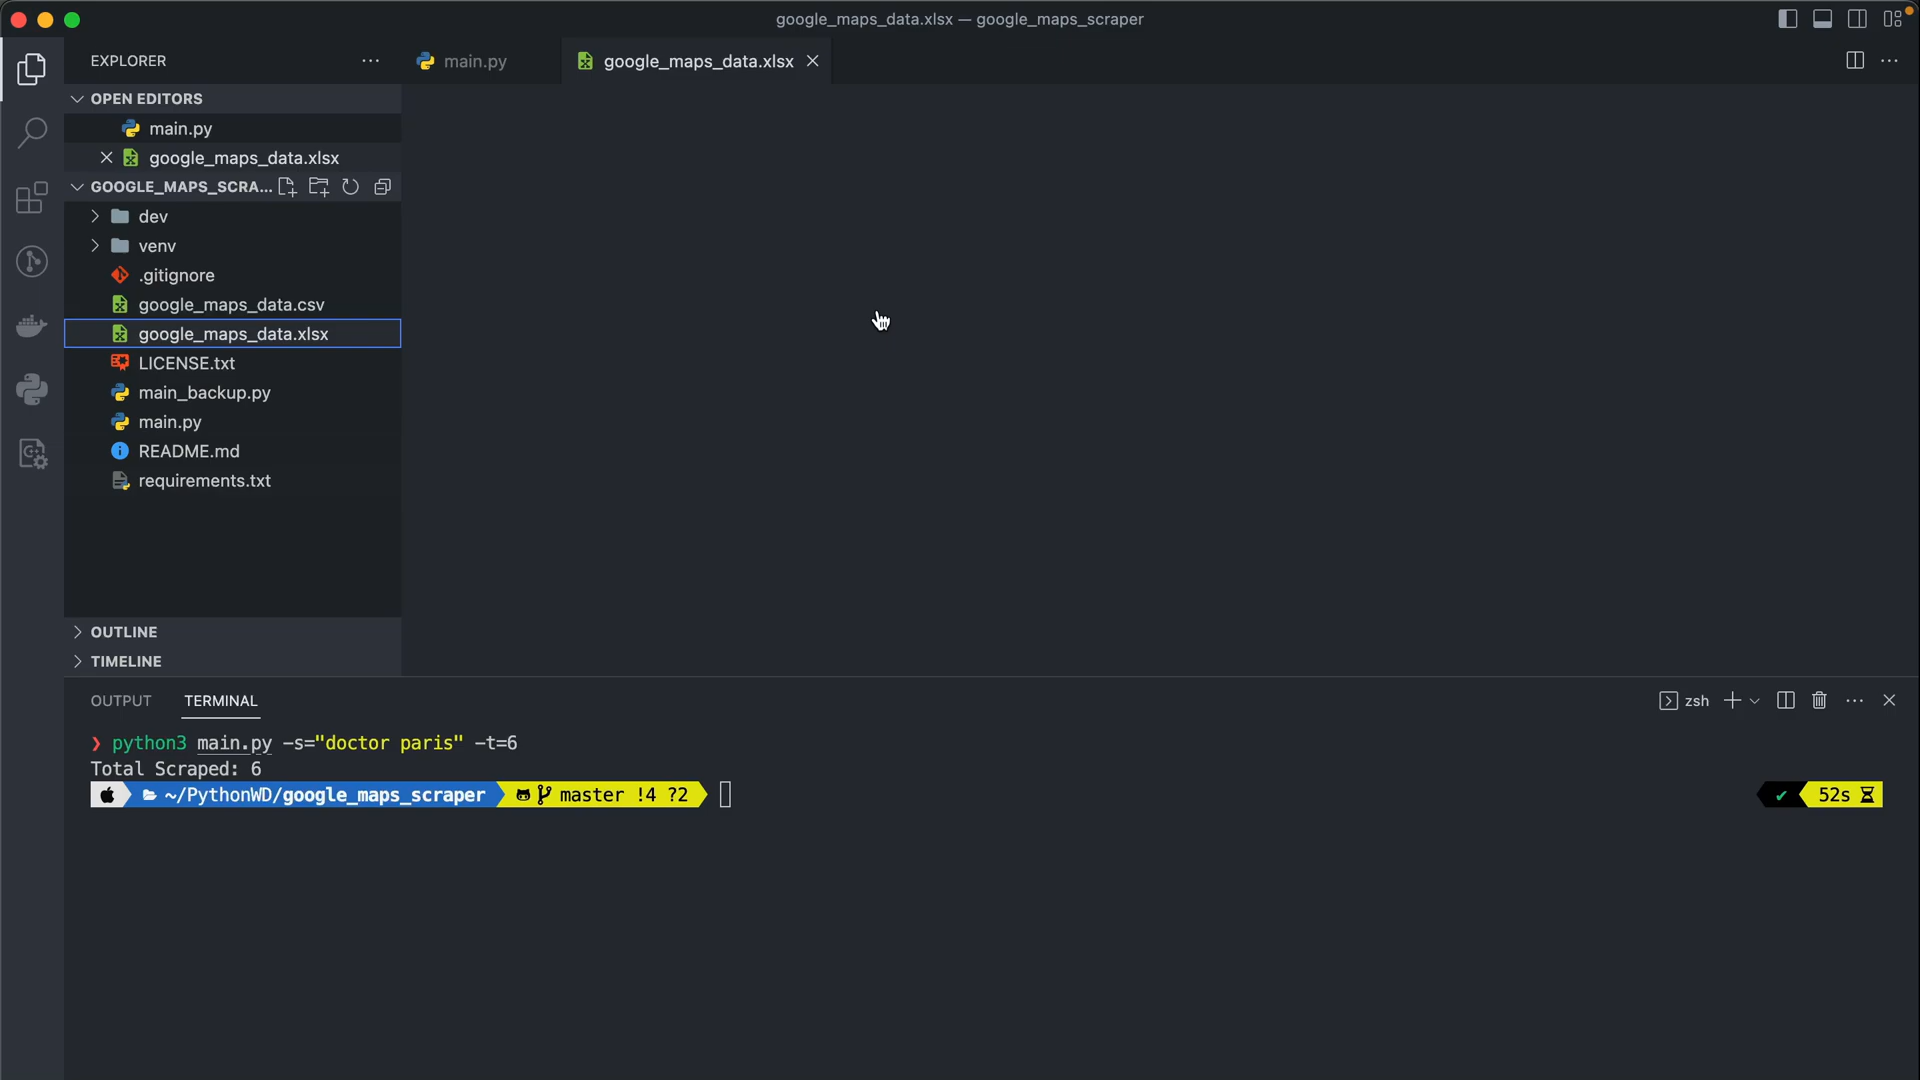 google_maps_data.xlsx — google_maps_scraper
EXPLORER
main.py
google_maps_data.xlsx
OPEN EDITORS
main.py
google_maps_data.xlsx
GOOGLE_MAPS_SCRA...
dev
venv
.gitignore
google_maps_data.csv
google_maps_data.xlsx
LICENSE.txt
main_backup.py
main.py
README.md
requirements.txt
OUTLINE
TIMELINE
OUTPUT TERMINAL
zsh
❯ python3 main.py -s="doctor paris" -t=6
Total Scraped: 6
~/PythonWD/google_maps_scraper master !4 ?2 ✔ 52s